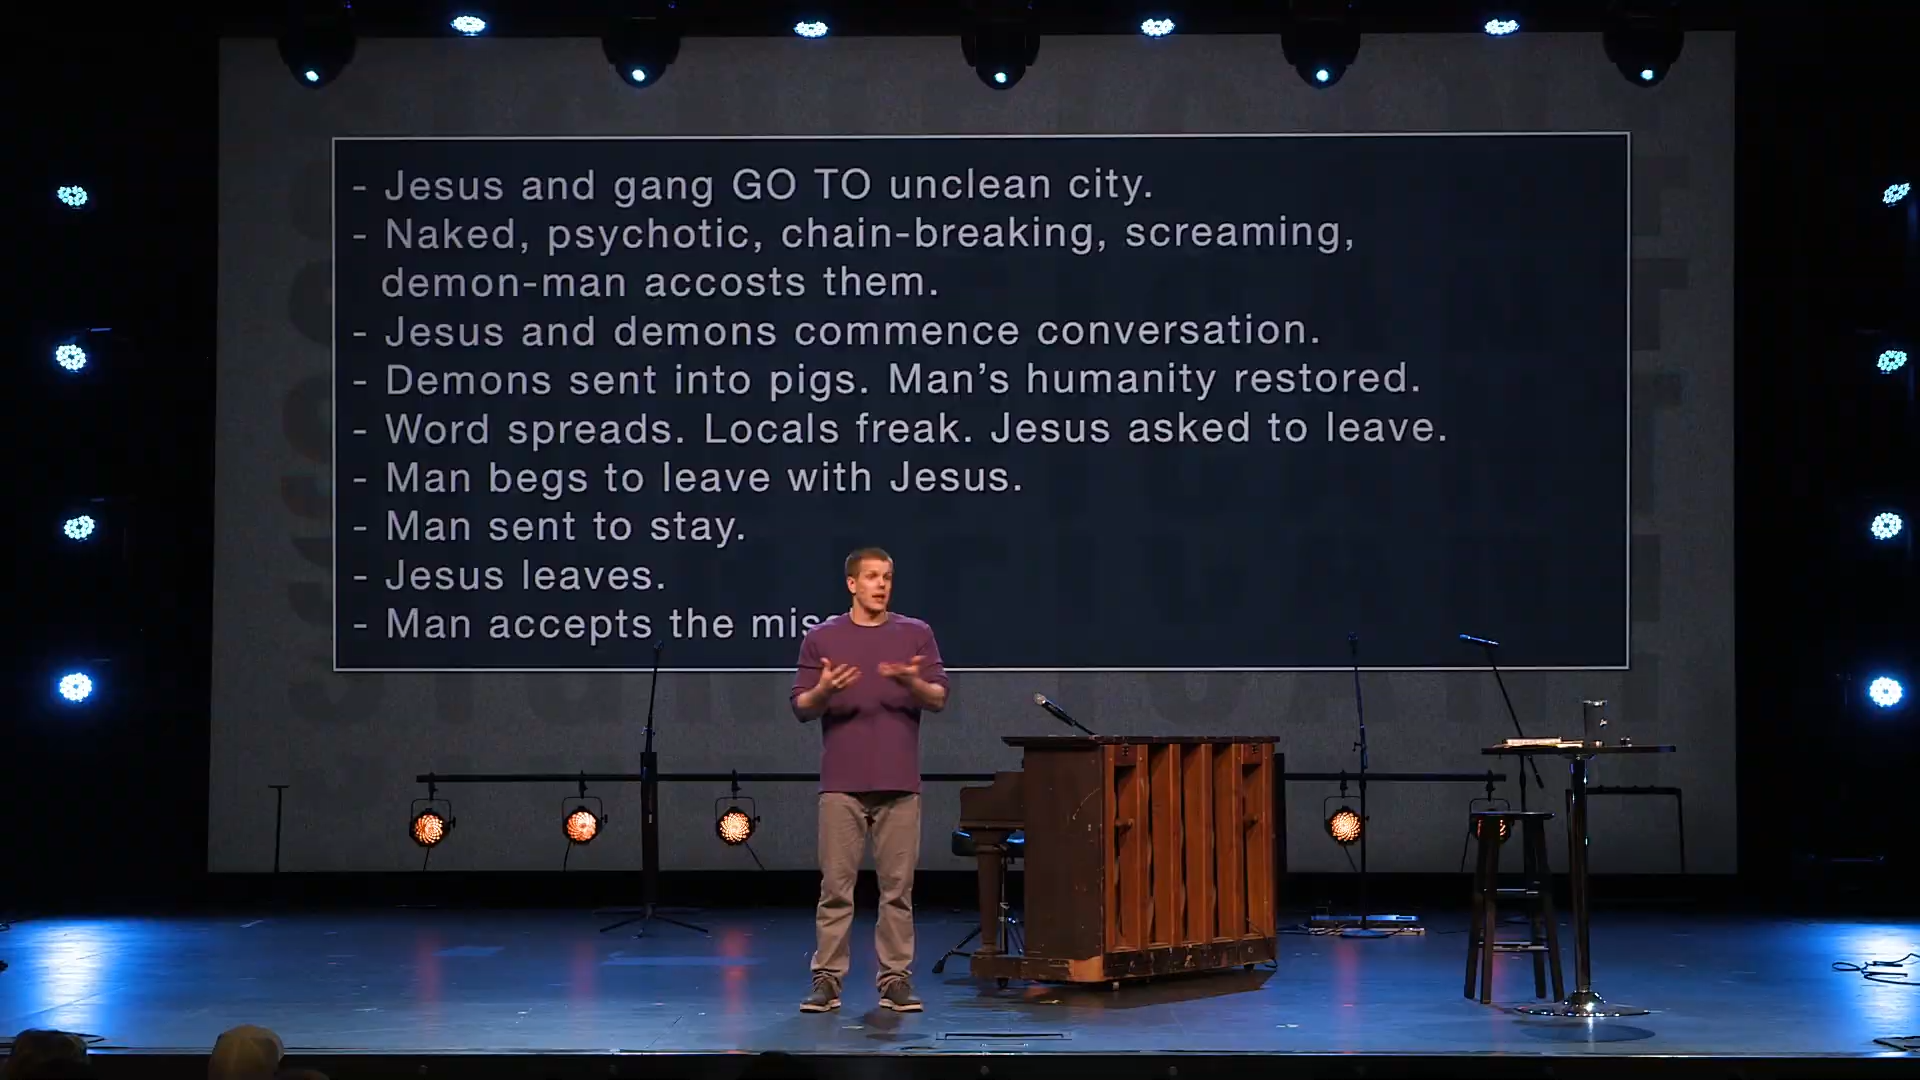 - Jesus and gang GO TO unclean city.
- Naked, psychotic, chain-breaking, screaming,
demon-man accosts them.
- Jesus and demons commence conversation.
- Demons sent into pigs. Man’s humanity restored.
- Word spreads. Locals freak. Jesus asked to leave.
- Man begs to leave with Jesus.
- Man sent to stay.
- Jesus leaves.
- Man accepts the